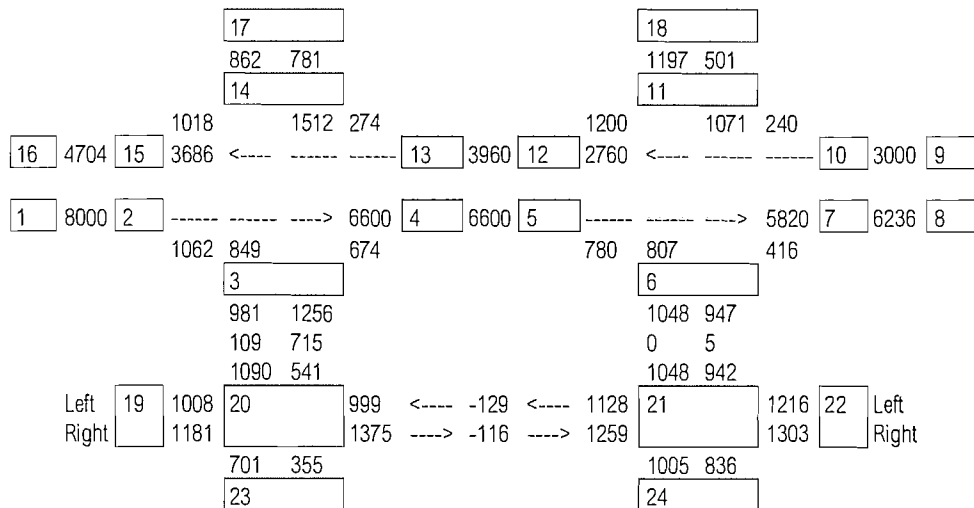 17 18
862 781 1197 501
14 11
1018 1512 274 1200 1071 240
16 4704 15 3686 <---- ------ ------ 13 3960 12 2760 <---- ------ ------ 10 3000 9
1 8000 2 ------ ------ ----> 6600 4 6600 5 ------ ------ ----> 5820 7 6236 8
1062 849 674 780 807 416
3 6
981 1256 1048 947
109 715 0 5
1090 541 1048 942
Left 19 1008 20 999 <---- -129 <---- 1128 21 1216 22 Left
Right 1181 1375 ----> -116 ----> 1259 1303 Right
701 355 1005 836
23 24